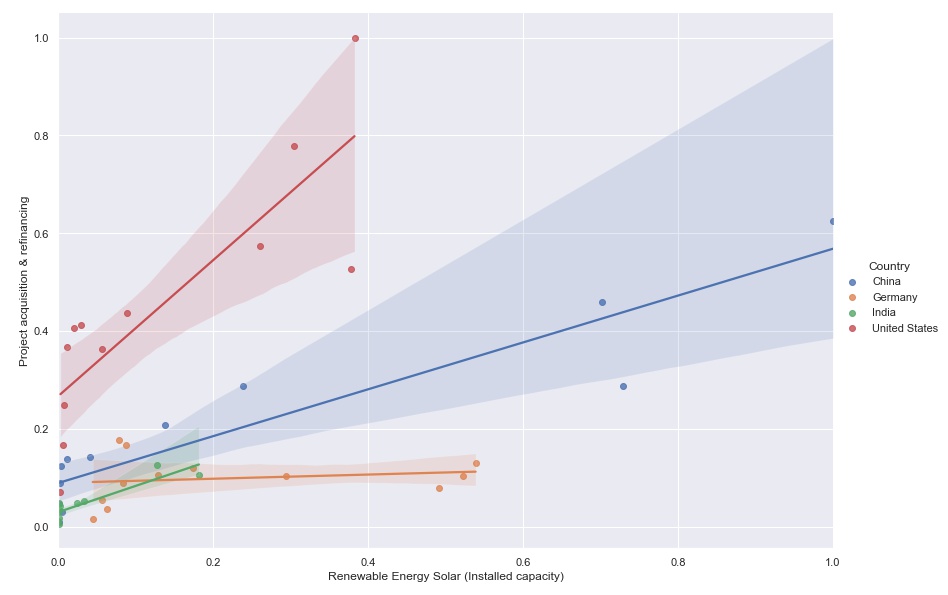 1.0
0.8
0.6
0.4
0.2
0.0
Project acquisition & refinancing
0.0 0.2 0.4 0.6 0.8 1.0
Renewable Energy Solar (Installed capacity)
Country
China
Germany
India
United States